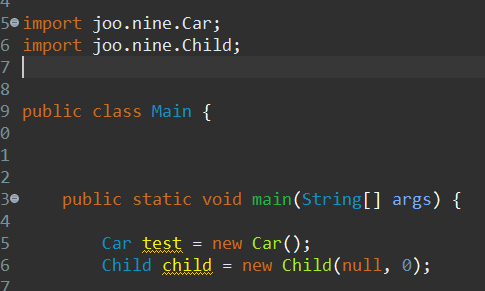 4
5 import joo.nine.Car;
6 import joo.nine.Child;
7
8
9 public class Main {
0
1
2
3 public static void main(String[] args) {
4
5 Car test = new Car();
6 Child child = new Child(null, 0);
7